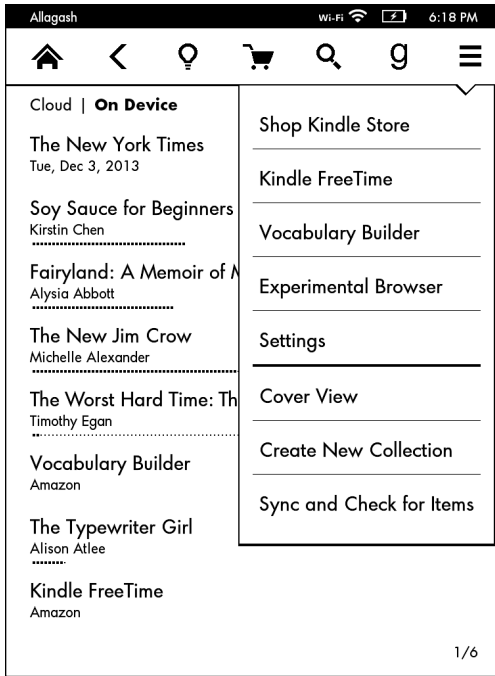 Allagash Wi-Fi 6:18 PM
g
Cloud | On Device
The New York Times
Tue, Dec 3, 2013
Soy Sauce for Beginners
Kirstin Chen
Fairyland: A Memoir of
Alysia Abbott
The New Jim Crow
Michelle Alexander
The Worst Hard Time: Th
Timothy Egan
Vocabulary Builder
Amazon
The Typewriter Girl
Alison Atlee
Kindle FreeTime
Amazon
Shop Kindle Store
Kindle FreeTime
Vocabulary Builder
Experimental Browser
Settings
Cover View
Create New Collection
Sync and Check for Items
1/6